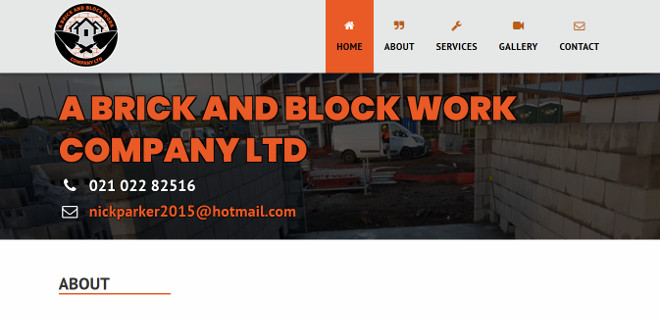 A BRICK AND BLOCK WORK
COMPANY LTD
HOME
ABOUT
SERVICES
GALLERY
CONTACT
A BRICK AND BLOCK WORK
COMPANY LTD
021 022 82516
nickparker2015@hotmail.com
ABOUT